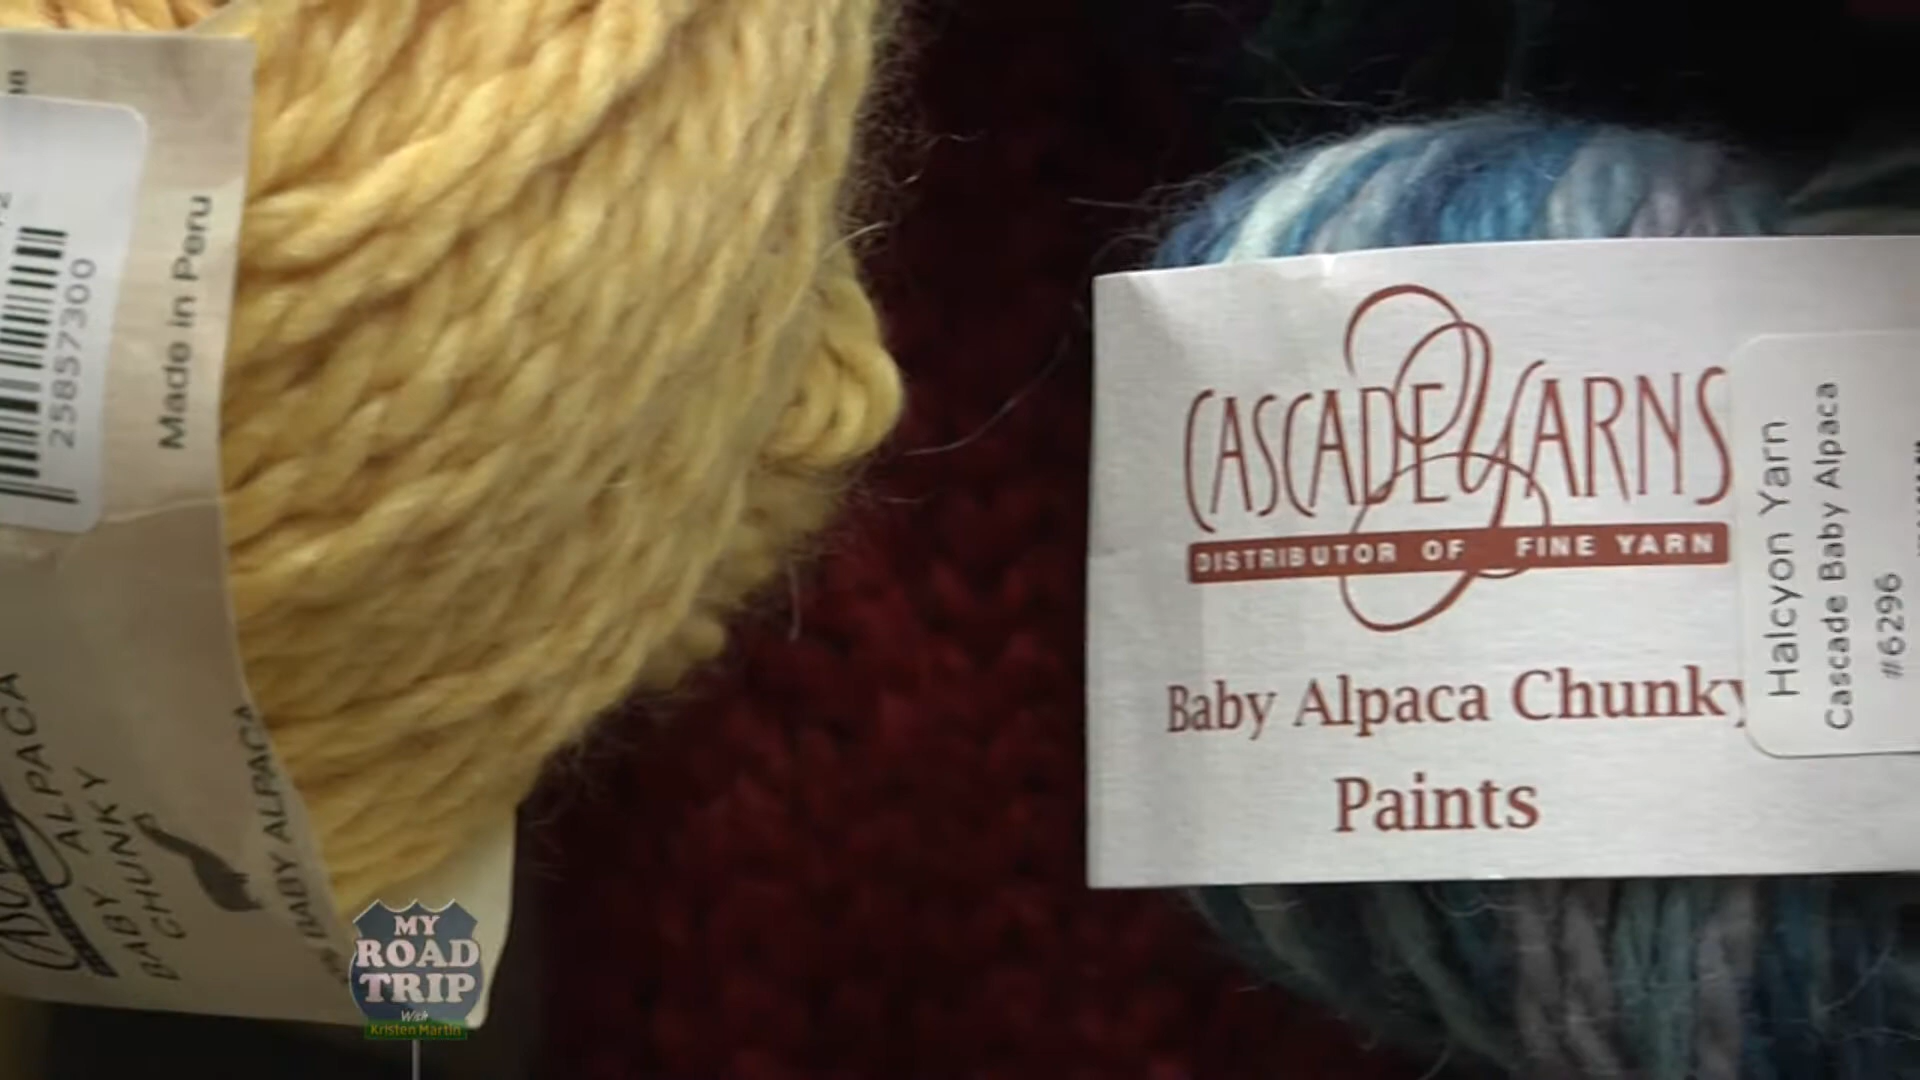 25857300
Made in Peru
ALPACA
BABY
CHUNKY
BABY ALPACA
CASCADE YARNS
DISTRIBUTOR OF FINE YARN
Baby Alpaca Chunky
Paints
Halcyon Yarn
Cascade Baby Alpaca
#6296
MY
ROAD
TRIP
With
Kristen Martin